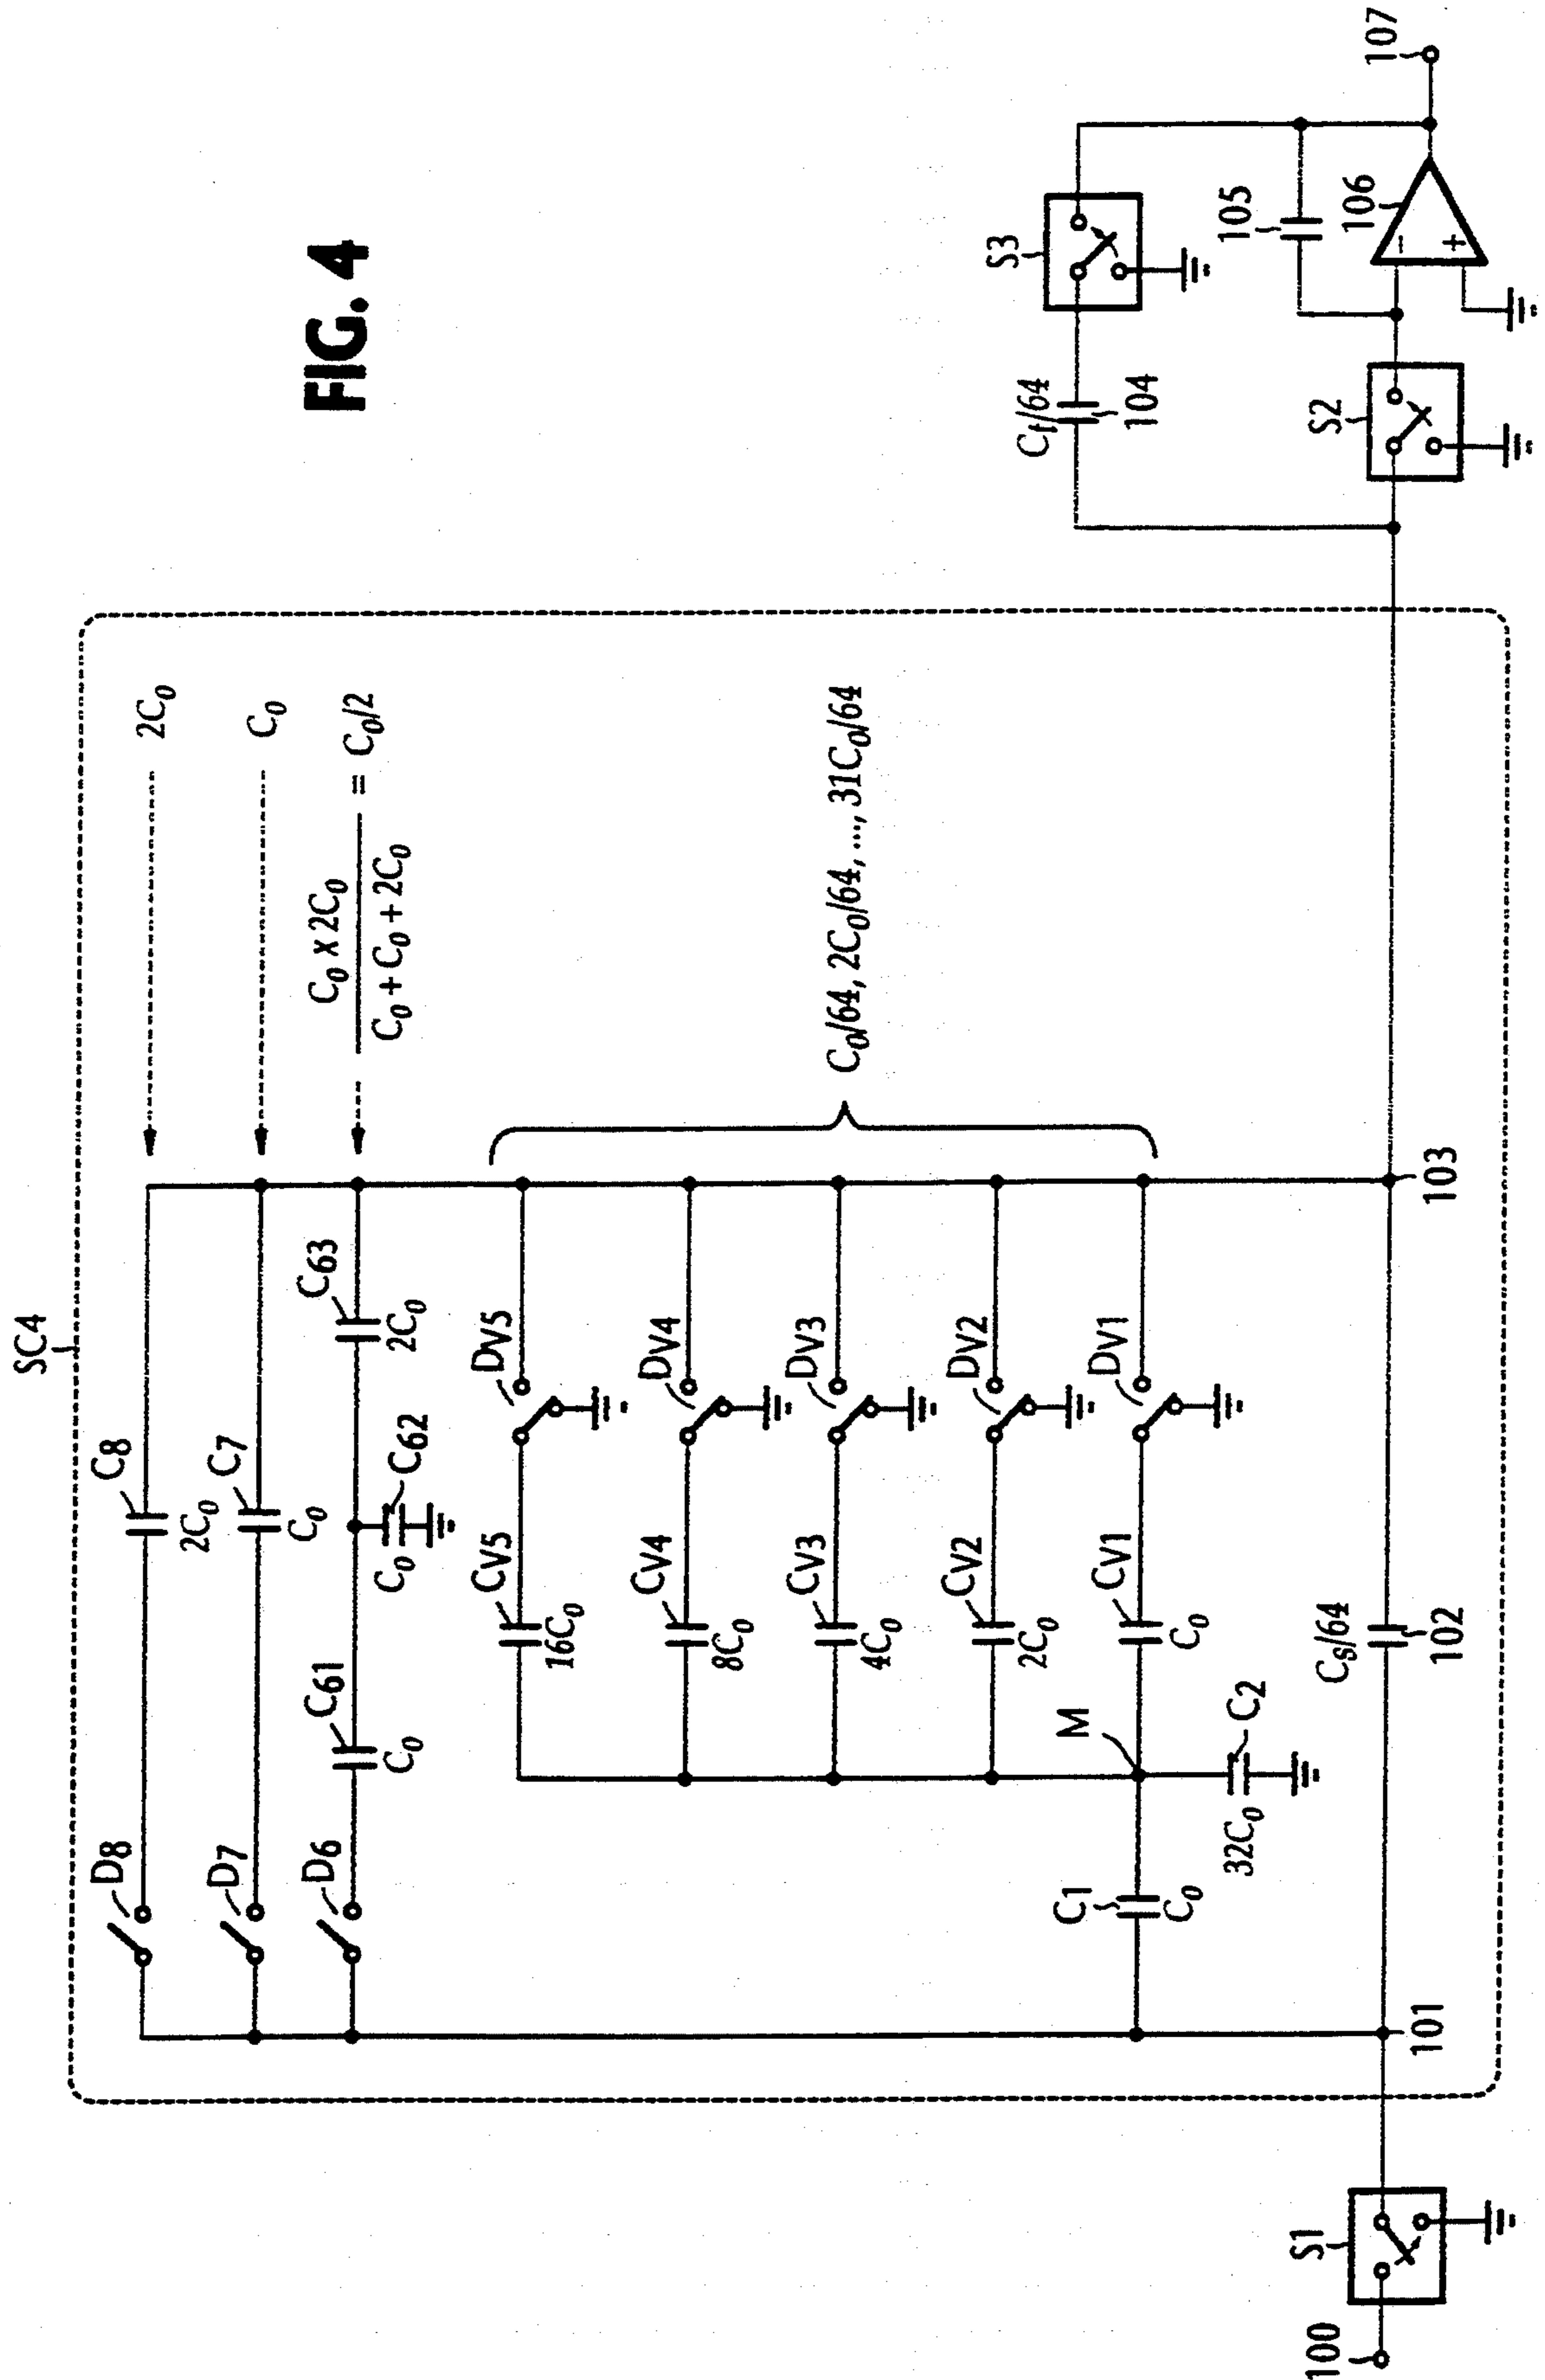 FIG. 4
SC4
D8
C8
2C0
2C0
D7
C7
C0
C0
D6
C61
C0
C62
C0
C63
2C0
C0 x 2C0
C0 + C0 + 2C0
= C0/2
CV5
16C0
DV5
CV4
8C0
DV4
CV3
4C0
DV3
CV2
2C0
DV2
CV1
C0
DV1
C0/64, 2C0/64, ..., 31C0/64
M
C1
C0
C2
32C0
Cs/64
102
101
103
100
S1
S2
S3
Cf/64
104
105
106
−
+
107